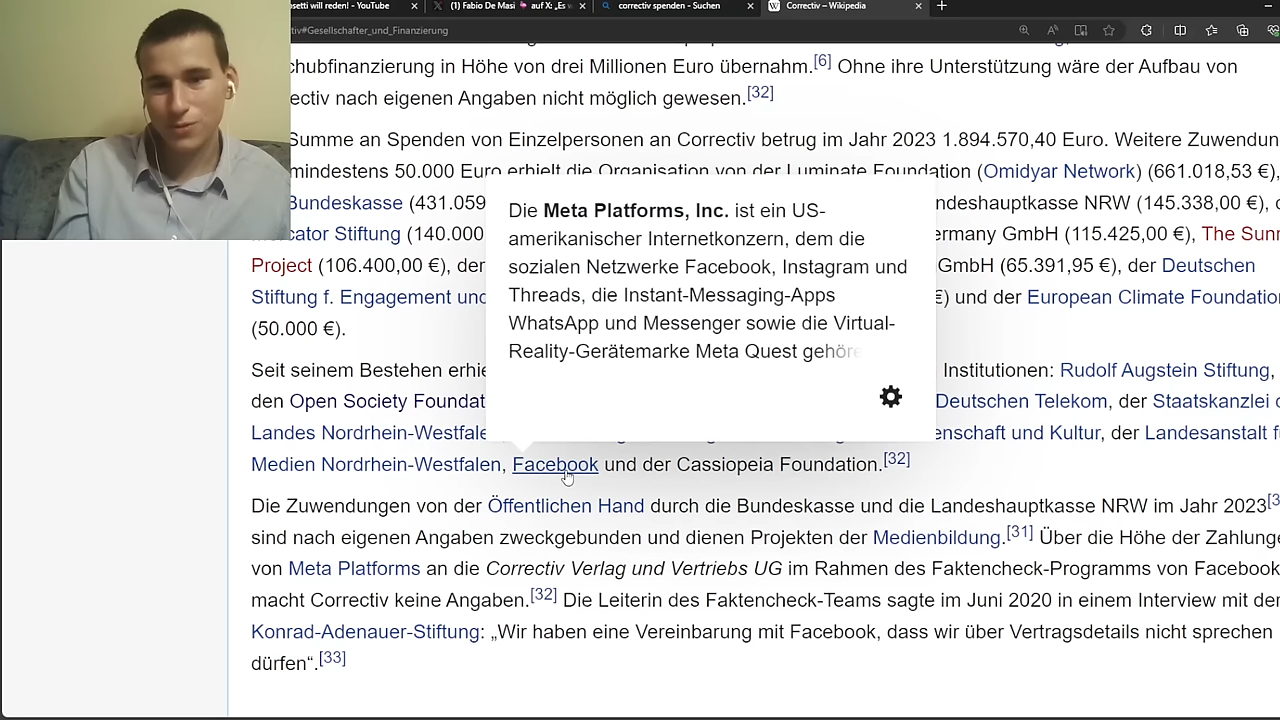 setti will reden! - YouTube
(1) Fabio De Masi 🦩 auf X: „Es v
correctiv spenden - Suchen
Correctiv – Wikipedia
tiv#Gesellschafter_und_Finanzierung
chubfinanzierung in Höhe von drei Millionen Euro übernahm.[6] Ohne ihre Unterstützung wäre der Aufbau von
ectiv nach eigenen Angaben nicht möglich gewesen.[32]
Summe an Spenden von Einzelpersonen an Correctiv betrug im Jahr 2023 1.894.570,40 Euro. Weitere Zuwendun
mindestens 50.000 Euro erhielt die Organisation von der Luminate Foundation (Omidyar Network) (661.018,53 €),
Bundeskasse (431.059
ndeshauptkasse NRW (145.338,00 €), d
ercator Stiftung (140.000
ermany GmbH (115.425,00 €), The Sunr
Project (106.400,00 €), der
GmbH (65.391,95 €), der Deutschen
Stiftung f. Engagement und
€) und der European Climate Foundation
(50.000 €).
Die Meta Platforms, Inc. ist ein US-
amerikanischer Internetkonzern, dem die
sozialen Netzwerke Facebook, Instagram und
Threads, die Instant-Messaging-Apps
WhatsApp und Messenger sowie die Virtual-
Reality-Gerätemarke Meta Quest gehöre
Seit seinem Bestehen erhie
Institutionen: Rudolf Augstein Stiftung,
den Open Society Foundat
Deutschen Telekom, der Staatskanzlei d
Landes Nordrhein-Westfale
enschaft und Kultur, der Landesanstalt f
Medien Nordrhein-Westfalen, Facebook und der Cassiopeia Foundation.[32]
Die Zuwendungen von der Öffentlichen Hand durch die Bundeskasse und die Landeshauptkasse NRW im Jahr 2023[3
sind nach eigenen Angaben zweckgebunden und dienen Projekten der Medienbildung.[31] Über die Höhe der Zahlunge
von Meta Platforms an die Correctiv Verlag und Vertriebs UG im Rahmen des Faktencheck-Programms von Facebook
macht Correctiv keine Angaben.[32] Die Leiterin des Faktencheck-Teams sagte im Juni 2020 in einem Interview mit der
Konrad-Adenauer-Stiftung: „Wir haben eine Vereinbarung mit Facebook, dass wir über Vertragsdetails nicht sprechen
dürfen“.[33]